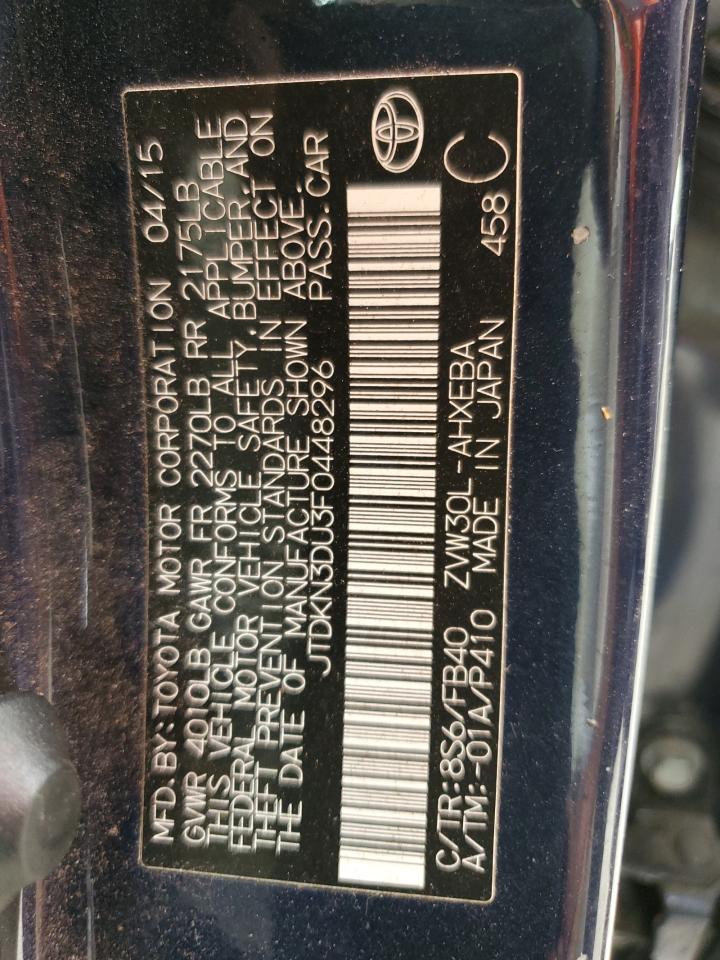 MFD.BY:TOYOTA MOTOR CORPORATION 04/15
GVWR 4010LB GAWR FR 2270LB RR 2175LB
THIS VEHICLE CONFORMS TO ALL APPLICABLE
FEDERAL MOTOR VEHICLE SAFETY,BUMPER,AND
THEFT PREVENTION STANDARDS IN EFFECT ON
THE DATE OF MANUFACTURE SHOWN ABOVE.
JTDKN3DU3F0448296 PASS.CAR
C/TR:8S6/FB40 ZVW30L-AHXEBA
A/TM:-01A/P410 MADE IN JAPAN 458 C